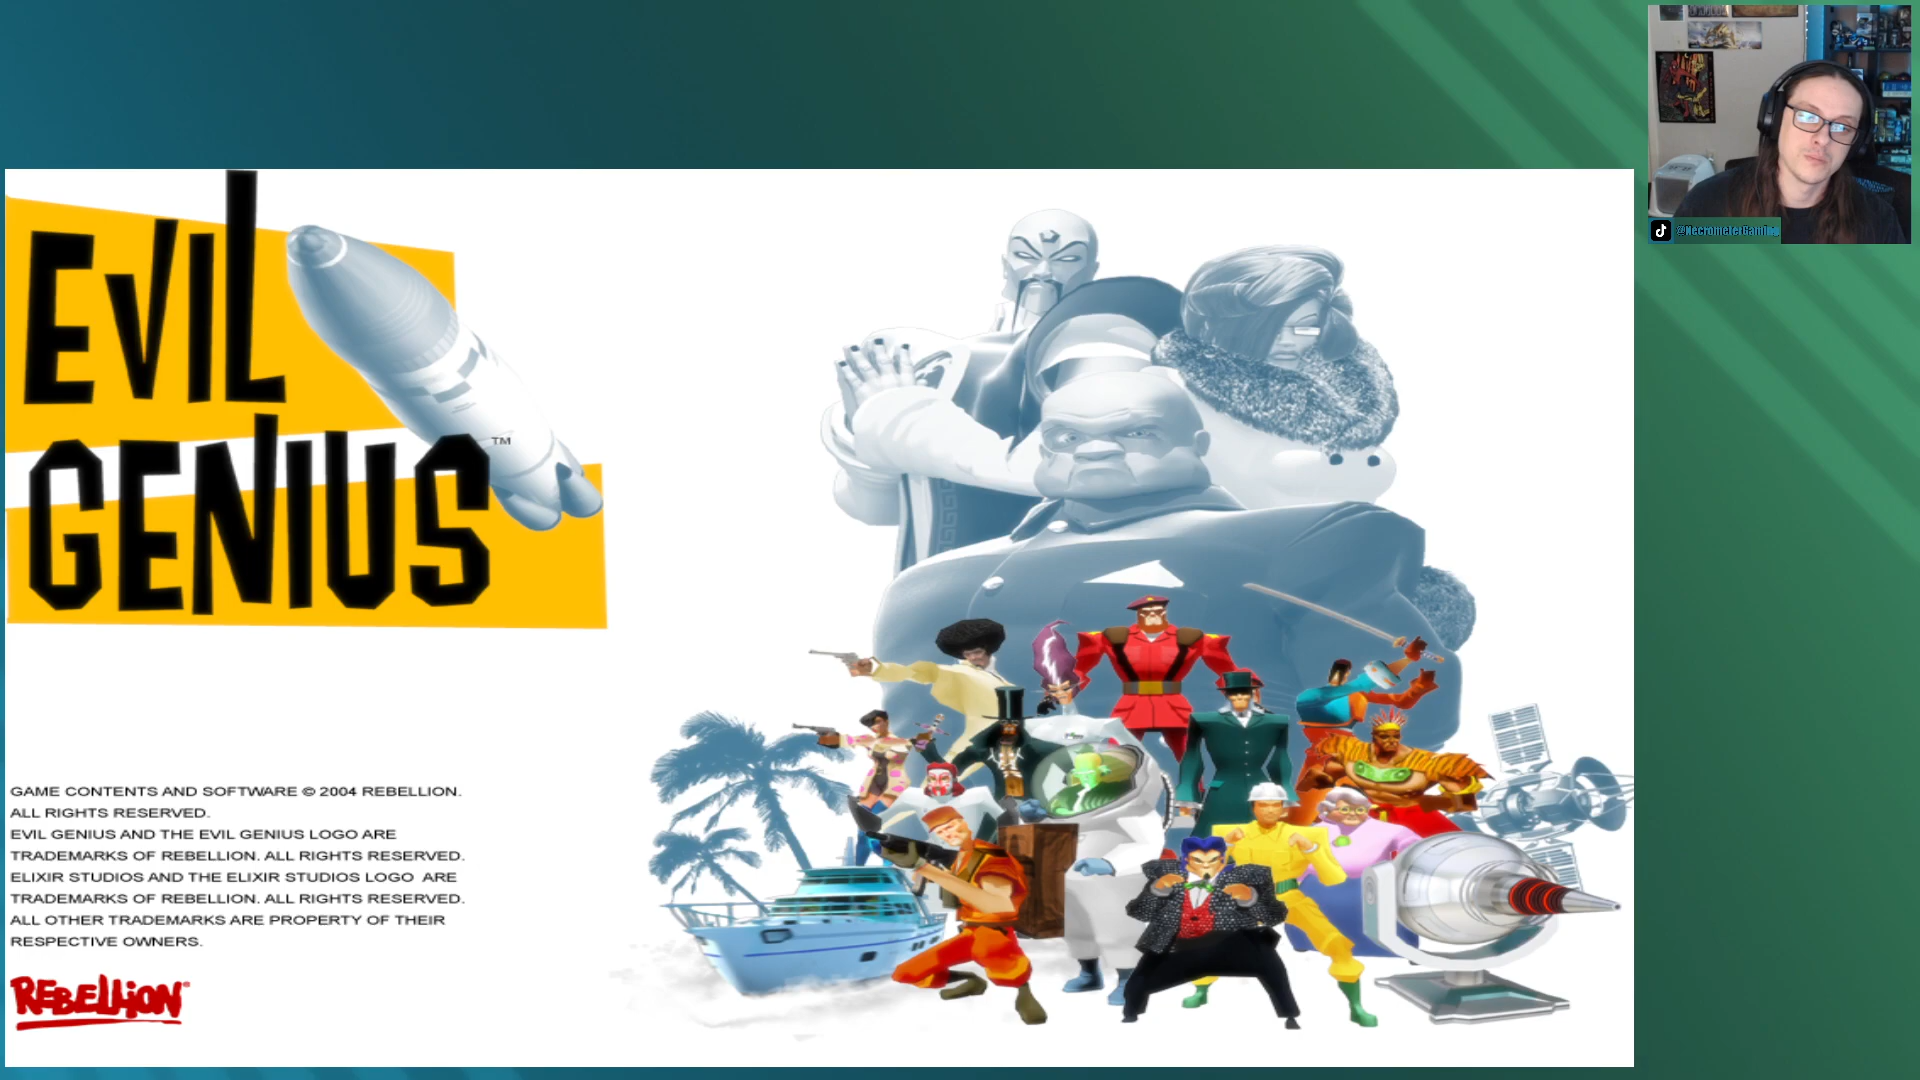 EVIL
GENIUS™
GAME CONTENTS AND SOFTWARE © 2004 REBELLION.
ALL RIGHTS RESERVED.
EVIL GENIUS AND THE EVIL GENIUS LOGO ARE
TRADEMARKS OF REBELLION. ALL RIGHTS RESERVED.
ELIXIR STUDIOS AND THE ELIXIR STUDIOS LOGO ARE
TRADEMARKS OF REBELLION. ALL RIGHTS RESERVED.
ALL OTHER TRADEMARKS ARE PROPERTY OF THEIR
RESPECTIVE OWNERS.
REBELLION
@NecrometerGaming